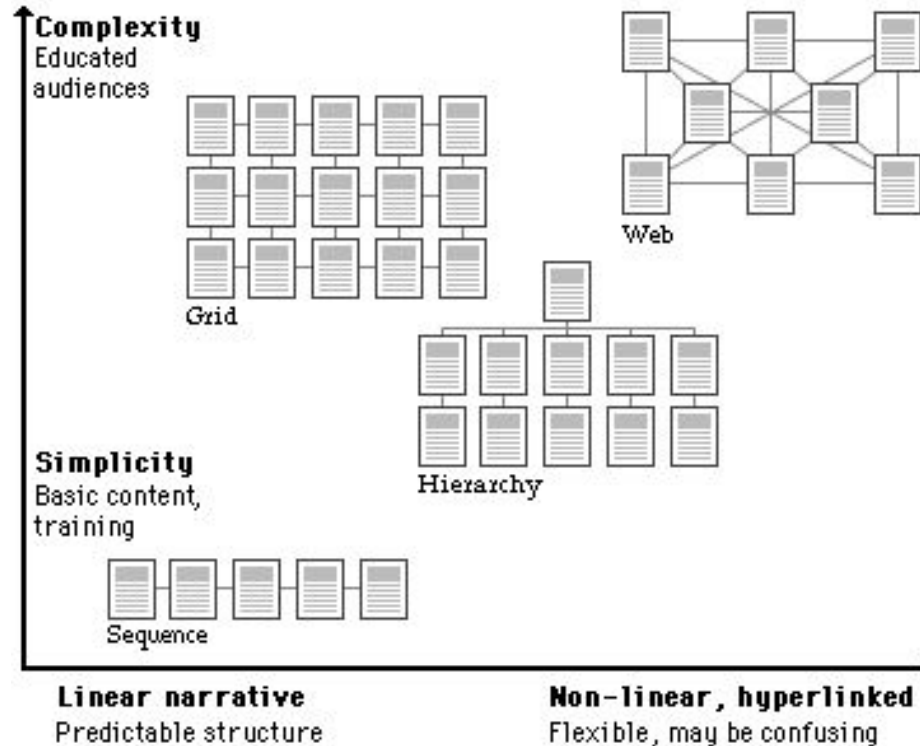 Complexity
Educated
audiences
Web
Grid
Simplicity
Basic content,
training
Hierarchy
Sequence
Linear narrative
Predictable structure
Non-linear, hyperlinked
Flexible, may be confusing